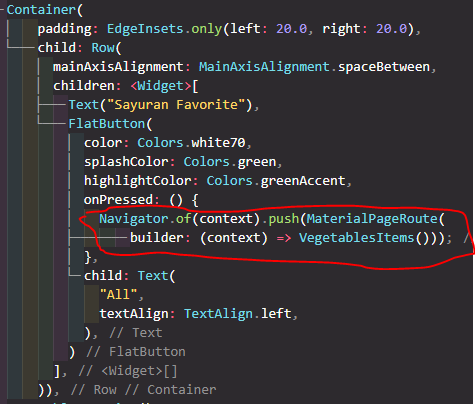 Container(
padding: EdgeInsets.only(left: 20.0, right: 20.0),
child: Row(
mainAxisAlignment: MainAxisAlignment.spaceBetween,
children: <Widget>[
Text("Sayuran Favorite"),
FlatButton(
color: Colors.white70,
splashColor: Colors.green,
highlightColor: Colors.greenAccent,
onPressed: () {
Navigator.of(context).push(MaterialPageRoute(
builder: (context) => VegetablesItems())); /
},
child: Text(
"All",
textAlign: TextAlign.left,
), // Text
) // FlatButton
], // <Widget>[]
)), // Row // Container